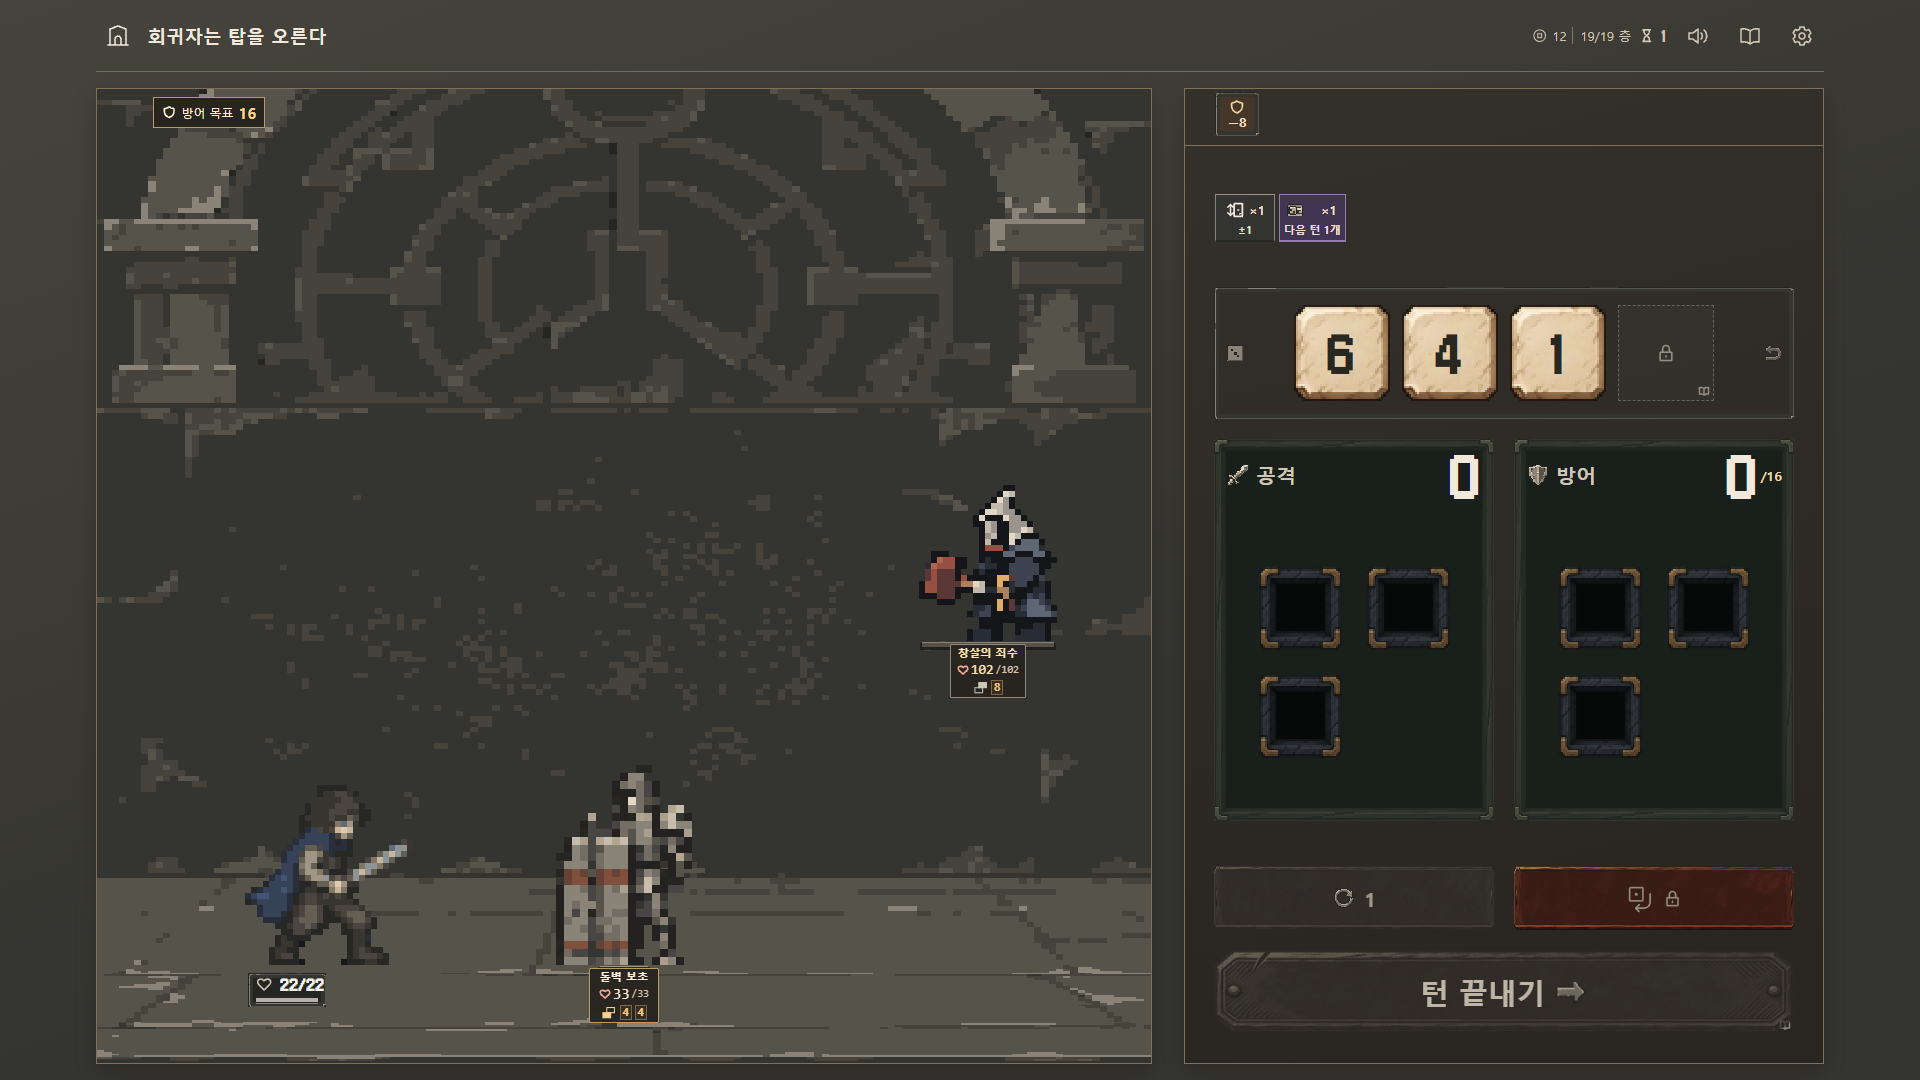 회귀자는 탑을 오른다
12
19/19 층
1
방어 목표 16
−8
×1
±1
×1
다음 턴 1개
6 4 1
공격 0
방어 0 /16
창살의 죄수
102/102
8
22/22
돌벽 보초
33/33
4 4
1
턴 끝내기